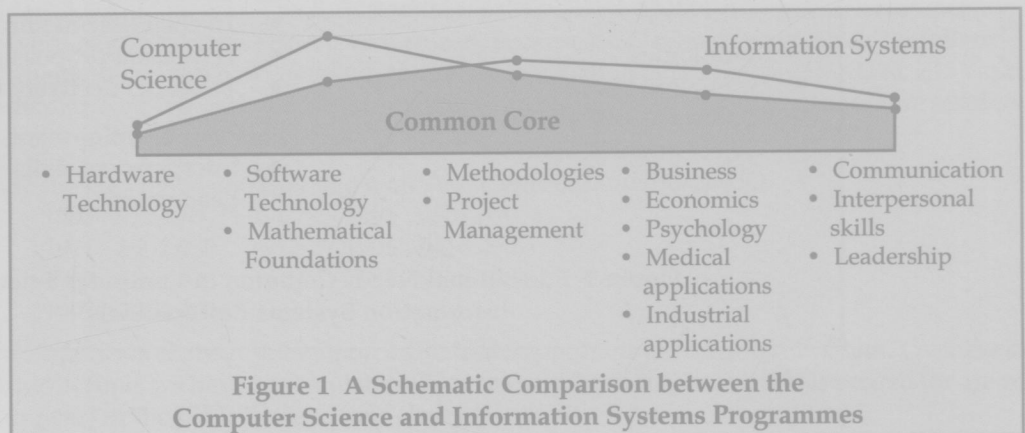 Computer
Science
Information Systems
Common Core
• Hardware
Technology
• Software
Technology
• Mathematical
Foundations
• Methodologies
• Project
Management
• Business
• Economics
• Psychology
• Medical
applications
• Industrial
applications
• Communication
• Interpersonal
skills
• Leadership
Figure 1 A Schematic Comparison between the
Computer Science and Information Systems Programmes